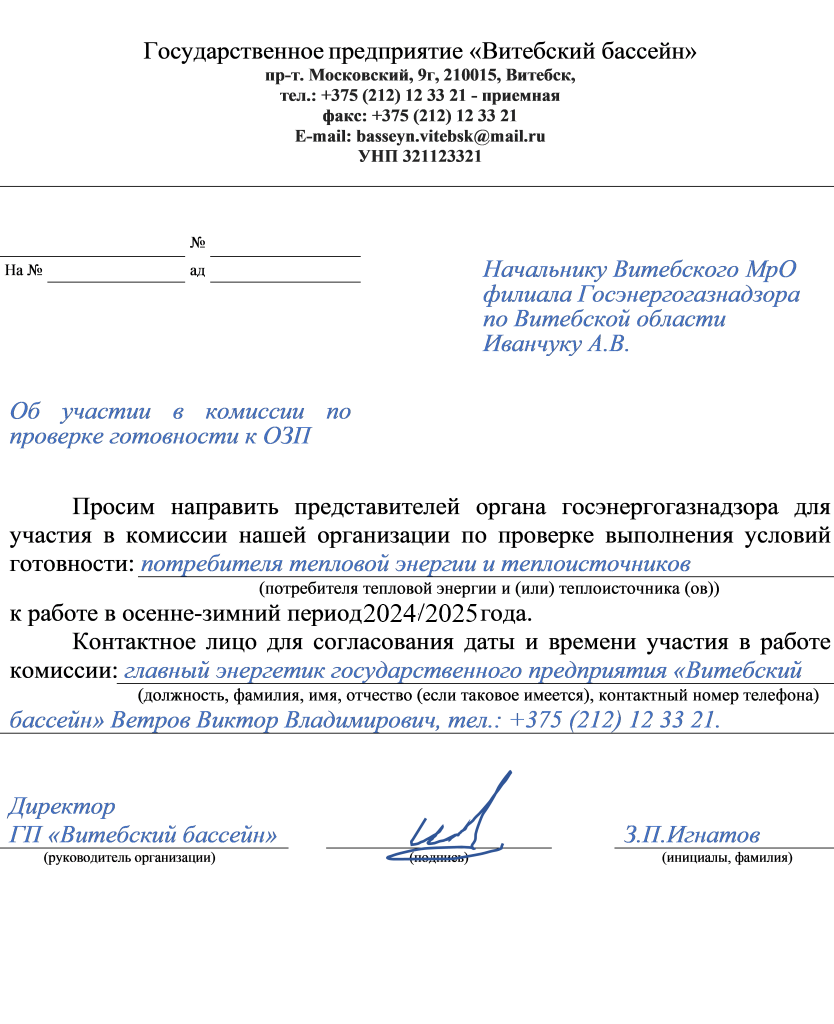 Государственное предприятие «Витебский бассейн»
пр-т. Московский, 9г, 210015, Витебск,
тел.: +375 (212) 12 33 21 - приемная
факс: +375 (212) 12 33 21
E-mail: basseyn.vitebsk@mail.ru
УНП 321123321
№
На № ад
Начальнику Витебского МрО
филиала Госэнергогазнадзора
по Витебской области
Иванчуку А.В.
Об участии в комиссии по
проверке готовности к ОЗП
Просим направить представителей органа госэнергогазнадзора для
участия в комиссии нашей организации по проверке выполнения условий
готовности: потребителя тепловой энергии и теплоисточников
(потребителя тепловой энергии и (или) теплоисточника (ов))
к работе в осенне-зимний период 2024/2025 года.
Контактное лицо для согласования даты и времени участия в работе
комиссии: главный энергетик государственного предприятия «Витебский
(должность, фамилия, имя, отчество (если таковое имеется), контактный номер телефона)
бассейн» Ветров Виктор Владимирович, тел.: +375 (212) 12 33 21.
Директор
ГП «Витебский бассейн» З.П.Игнатов
(руководитель организации) (подпись) (инициалы, фамилия)